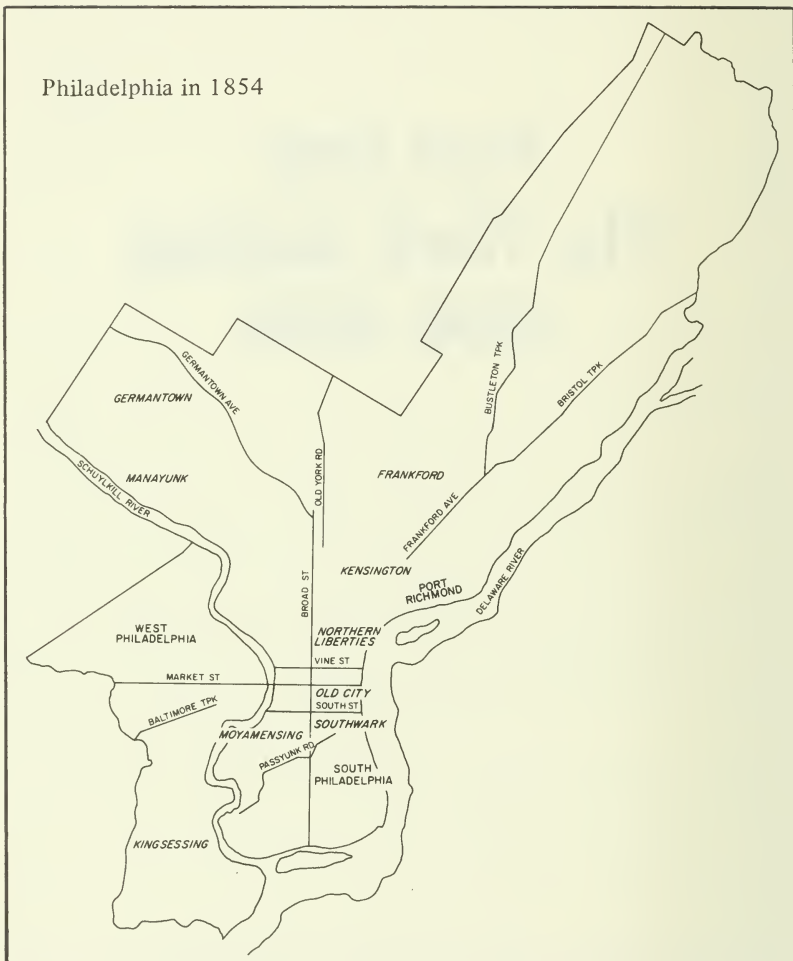 Philadelphia in 1854
GERMANTOWN
GERMANTOWN AVE
MANAYUNK
SCHUYLKILL RIVER
OLD YORK RD
FRANKFORD
BUSTLETON TPK
BRISTOL TPK
FRANKFORD AVE
KENSINGTON
BROAD ST
PORT
RICHMOND
DELAWARE RIVER
WEST
PHILADELPHIA
NORTHERN
LIBERTIES
VINE ST
MARKET ST
OLD CITY
SOUTH ST
BALTIMORE TPK
MOYAMENSING
SOUTHWARK
PASSYUNK RD
SOUTH
PHILADELPHIA
KINGSESSING